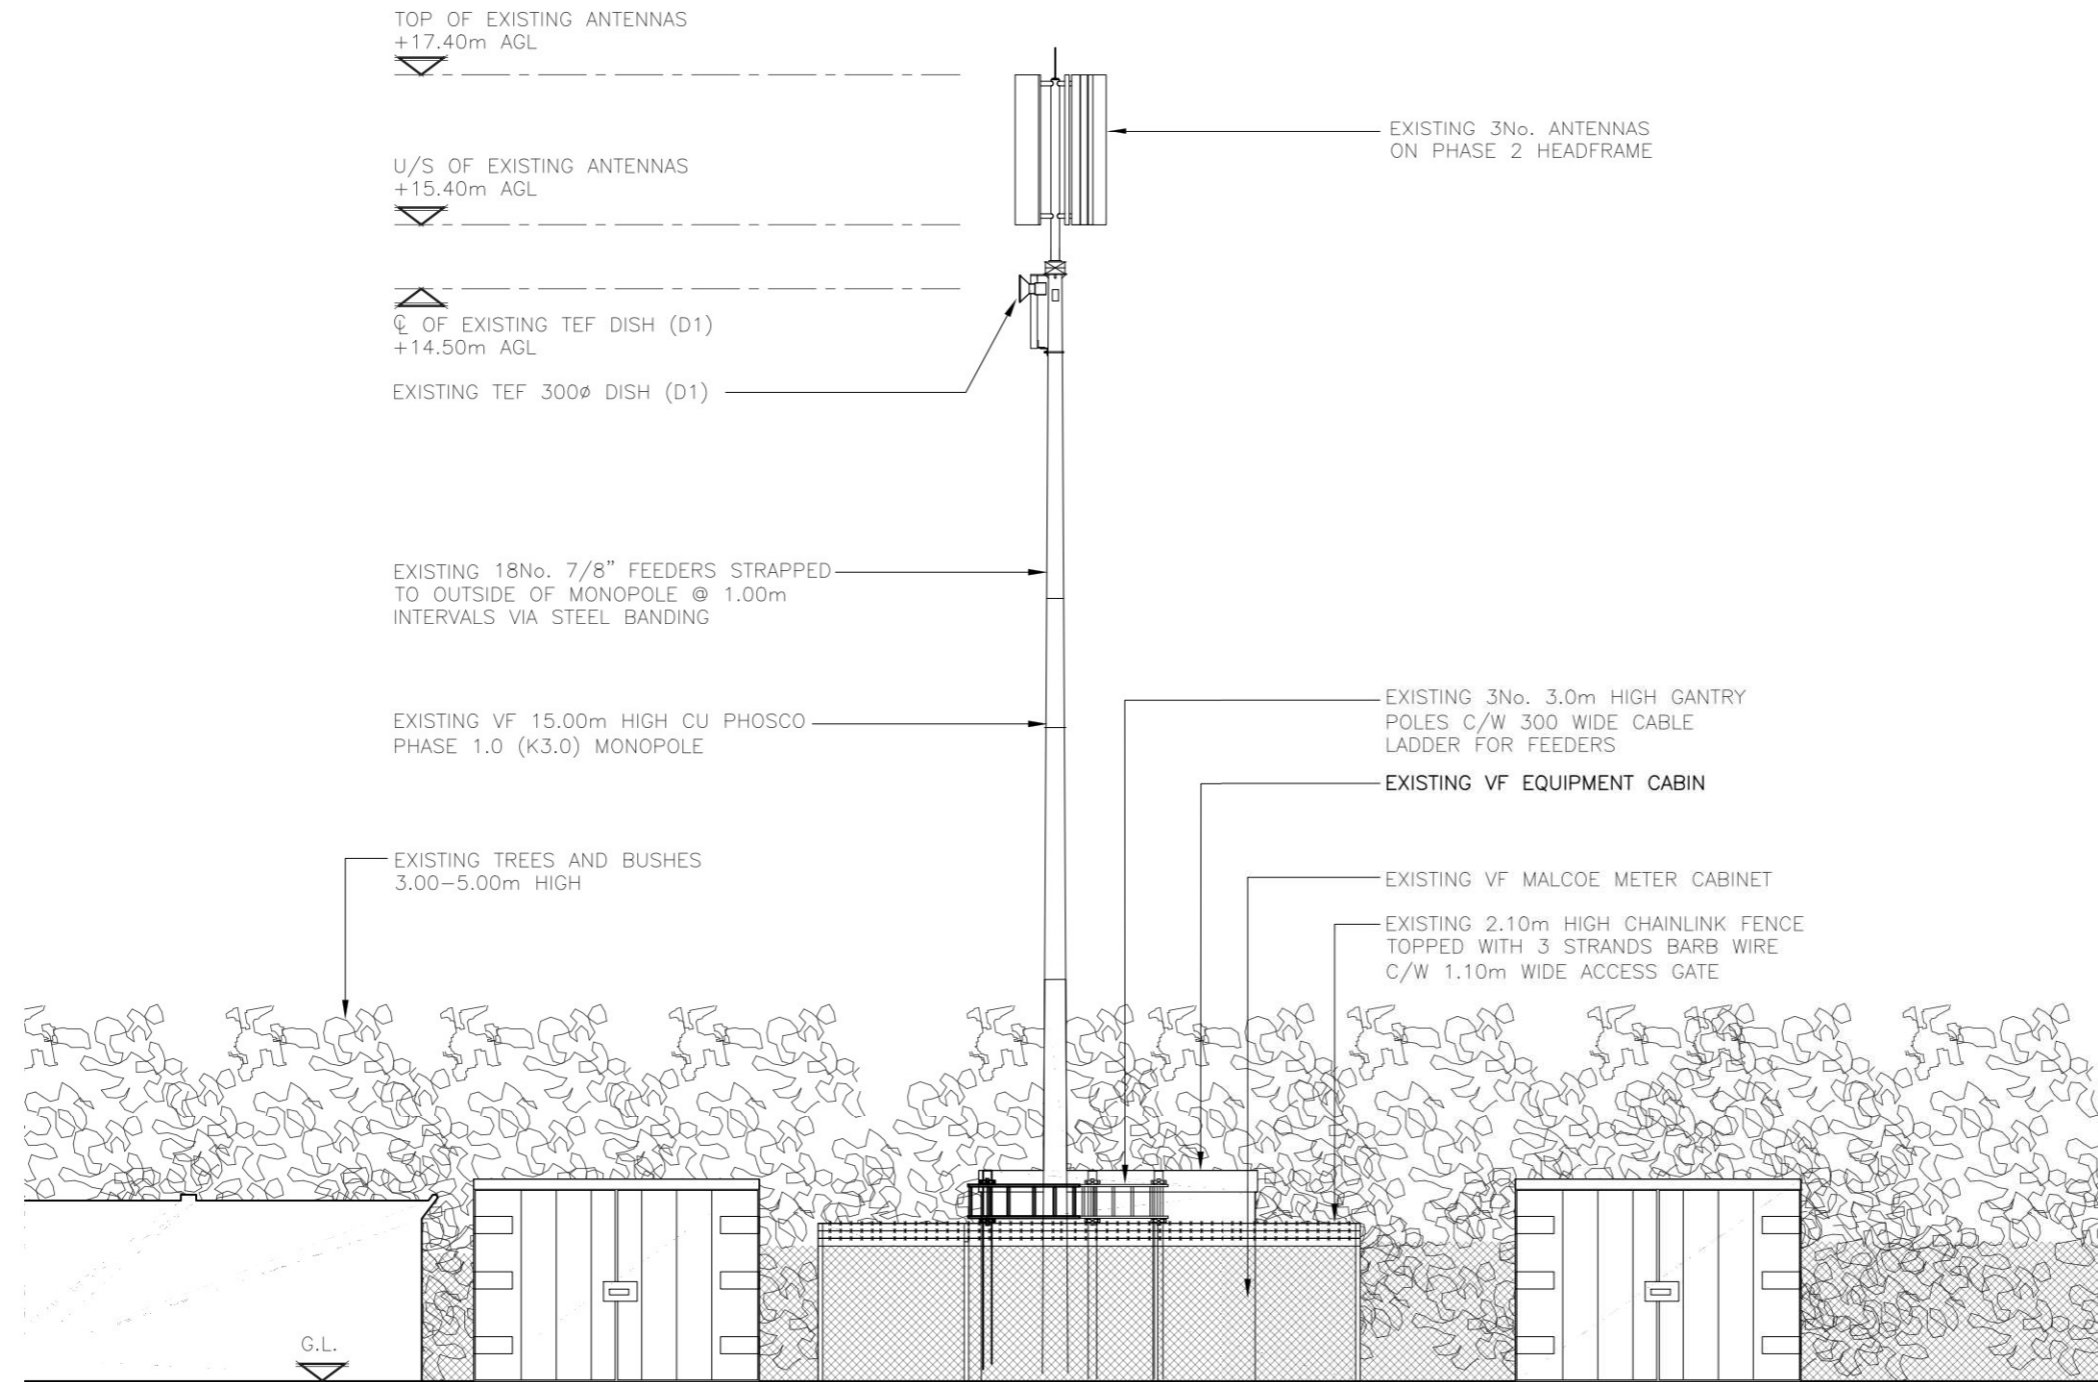 TOP OF EXISTING ANTENNAS
+17.40m AGL
EXISTING 3No. ANTENNAS
ON PHASE 2 HEADFRAME
U/S OF EXISTING ANTENNAS
+15.40m AGL
℄ OF EXISTING TEF DISH (D1)
+14.50m AGL
EXISTING TEF 300ø DISH (D1)
EXISTING 18No. 7/8" FEEDERS STRAPPED
TO OUTSIDE OF MONOPOLE @ 1.00m
INTERVALS VIA STEEL BANDING
EXISTING VF 15.00m HIGH CU PHOSCO
PHASE 1.0 (K3.0) MONOPOLE
EXISTING 3No. 3.0m HIGH GANTRY
POLES C/W 300 WIDE CABLE
LADDER FOR FEEDERS
EXISTING VF EQUIPMENT CABIN
EXISTING TREES AND BUSHES
3.00-5.00m HIGH
EXISTING VF MALCOE METER CABINET
EXISTING 2.10m HIGH CHAINLINK FENCE
TOPPED WITH 3 STRANDS BARB WIRE
C/W 1.10m WIDE ACCESS GATE
G.L.